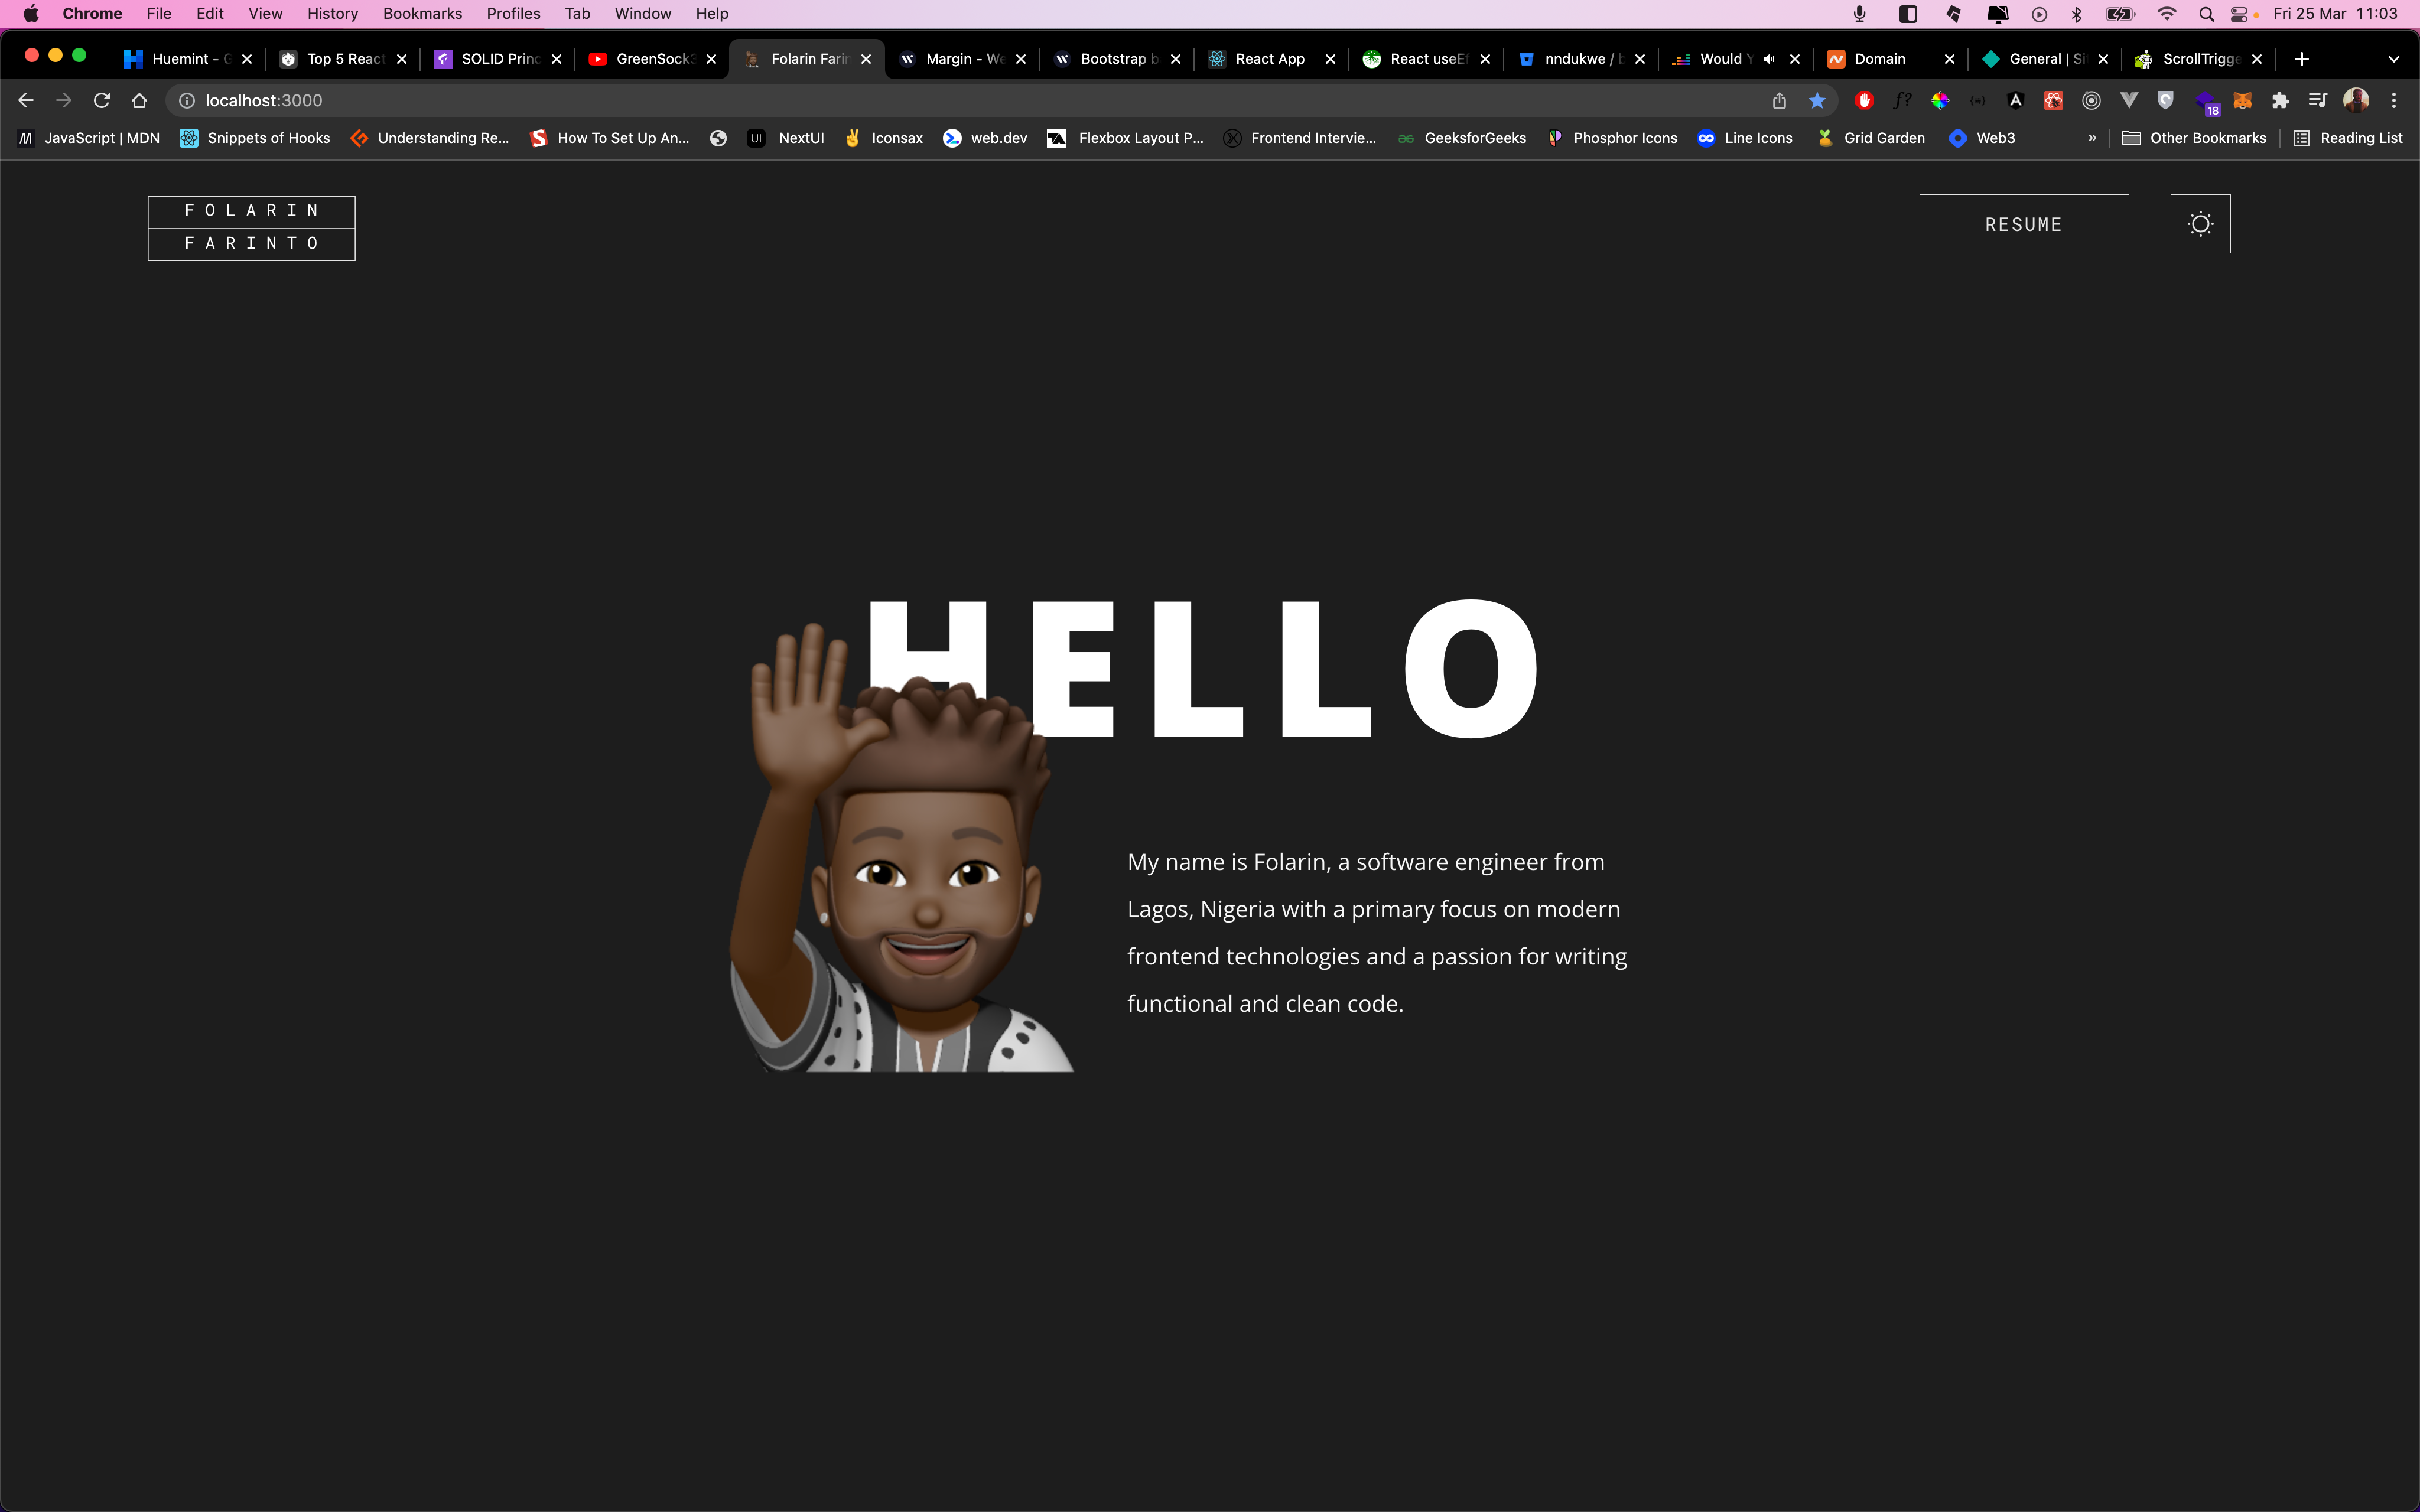 Chrome File Edit View History Bookmarks Profiles Tab Window Help Fri 25 Mar 11:03
Huemint - G Top 5 React SOLID Princ GreenSock Folarin Farin Margin - We Bootstrap b React App React useEf nndukwe / b Would Y Domain General | Si ScrollTrigge
localhost:3000 f? 18
JavaScript | MDN Snippets of Hooks Understanding Re... How To Set Up An... UI NextUI Iconsax web.dev Flexbox Layout P... Frontend Intervie... GeeksforGeeks Phosphor Icons Line Icons Grid Garden Web3 » Other Bookmarks Reading List
FOLARIN
FARINTO
RESUME
HELLO
My name is Folarin, a software engineer from
Lagos, Nigeria with a primary focus on modern
frontend technologies and a passion for writing
functional and clean code.